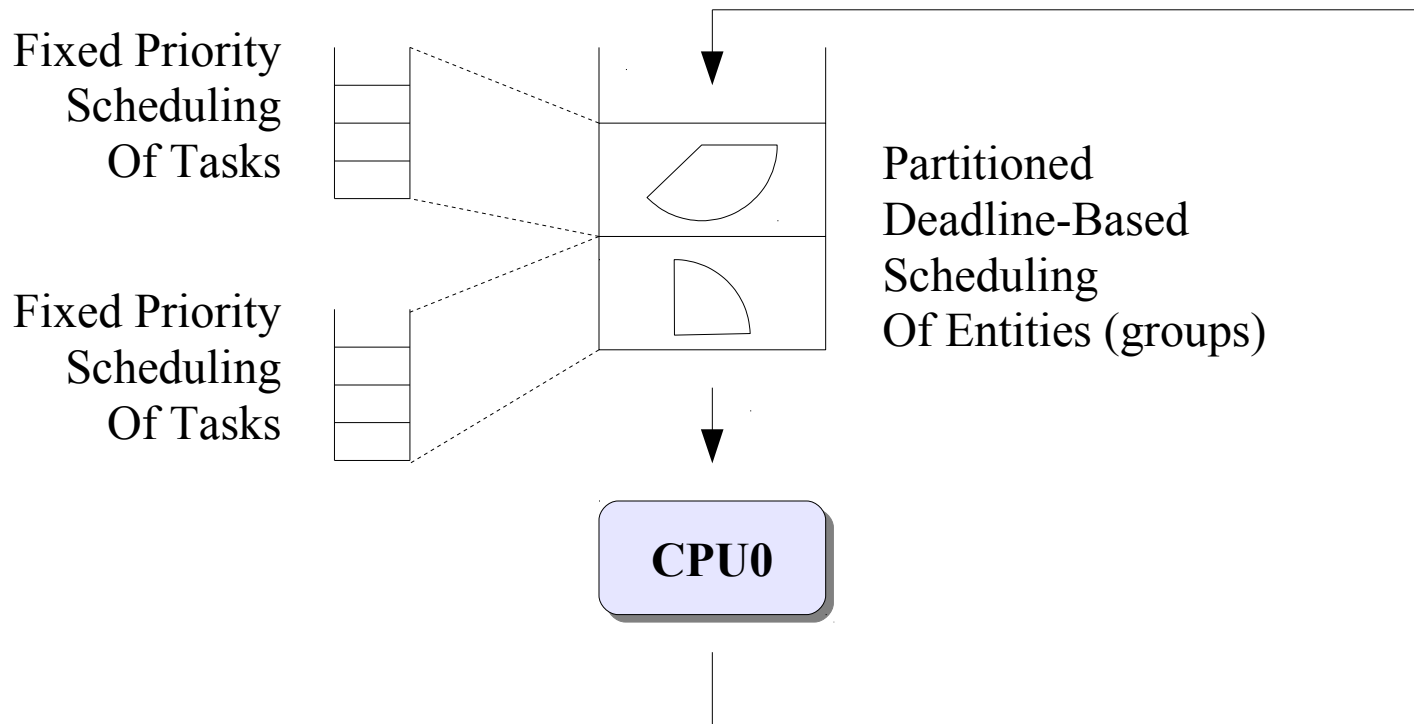 Fixed Priority
Scheduling
Of Tasks
Partitioned
Deadline-Based
Scheduling
Of Entities (groups)
Fixed Priority
Scheduling
Of Tasks
CPU0